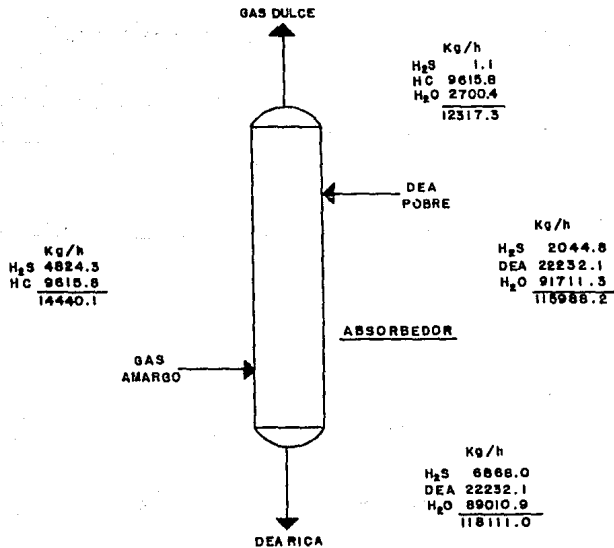 GAS DULCE
Kg/h
H₂S 1.1
HC 9615.8
H₂O 2700.4
12317.3
DEA
POBRE
Kg/h
H₂S 2044.8
DEA 22232.1
H₂O 91711.3
115988.2
Kg/h
H₂S 4824.3
HC 9615.8
14440.1
ABSORBEDOR
GAS
AMARGO
Kg/h
H₂S 6868.0
DEA 22232.1
H₂O 89010.9
118111.0
DEA RICA